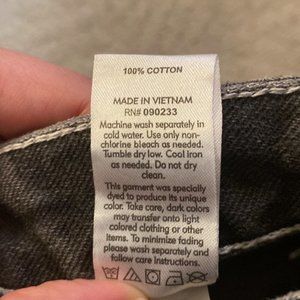 100% COTTON
MADE IN VIETNAM
RN# 090233
Machine wash separately in
cold water. Use only non-
chlorine bleach as needed.
Tumble dry low. Cool iron
as needed. Do not dry
clean.
This garment was specially
dyed to produce its unique
color. Take care, dark colors
may transfer onto light
colored clothing or other
items. To minimize fading
please wash separately and
follow care Instructions.